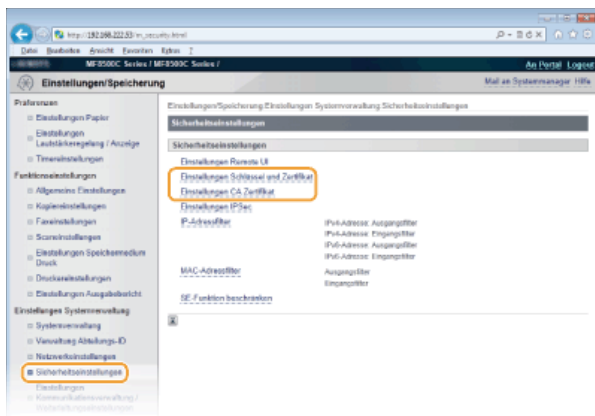 http://192.168.222.53/m_security.html
Datei Bearbeiten Ansicht Favoriten Extras ?
MF8500C Series / MF8500C Series /
An Portal Logout
Einstellungen/Speicherung
Mail an Systemmanager Hilfe
Präferenzen
Einstellungen Papier
Einstellungen
Lautstärkeregelung / Anzeige
Timereinstellungen
Funktionseinstellungen
Allgemeine Einstellungen
Kopiereinstellungen
Faxeinstellungen
Scaneinstellungen
Einstellungen Speichermedium
Druck
Druckereinstellungen
Einstellungen Ausgabebericht
Einstellungen Systemverwaltung
Systemverwaltung
Verwaltung Abteilungs-ID
Netzwerkeinstellungen
Sicherheitseinstellungen
Einstellungen
Kommunikationsverwaltung /
Weiterleitungseinstellungen
Einstellungen/Speicherung:Einstellungen Systemverwaltung:Sicherheitseinstellungen
Sicherheitseinstellungen
Sicherheitseinstellungen
Einstellungen Remote UI
Einstellungen Schlüssel und Zertifikat
Einstellungen CA Zertifikat
Einstellungen IPSec
IP-Adressfilter
IPv4-Adresse: Ausgangsfilter
IPv4-Adresse: Eingangsfilter
IPv6-Adresse: Ausgangsfilter
IPv6-Adresse: Eingangsfilter
MAC-Adressfilter
Ausgangsfilter
Eingangsfilter
SE-Funktion beschränken